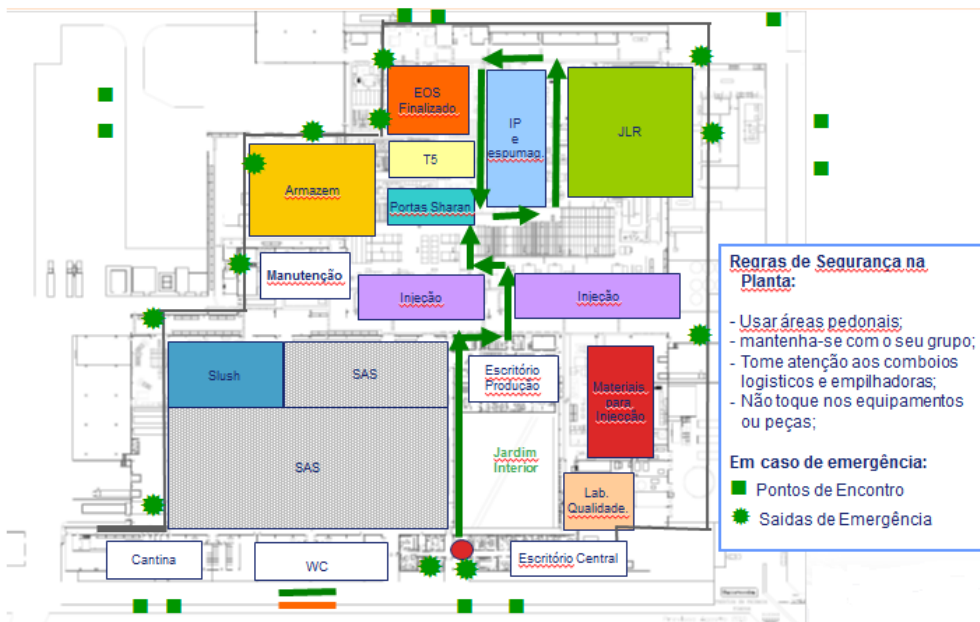 EOS
Finalizado.
IP
e
espumag.
JLR
T5
Armazem
Portas Sharan
Manutenção
Injecão
Injecão
Regras de Segurança na
Planta:
- Usar áreas pedonais;
- mantenha-se com o seu grupo;
- Tome atenção aos comboios
logisticos e empilhadoras;
- Não toque nos equipamentos
ou peças;
Em caso de emergência:
Pontos de Encontro
Saidas de Emergência
Slush
SAS
Escritório
Produção
Materiais
para
Injecção
SAS
Jardim
Interior
Lab.
Qualidade.
Cantina
WC
Escritório Central